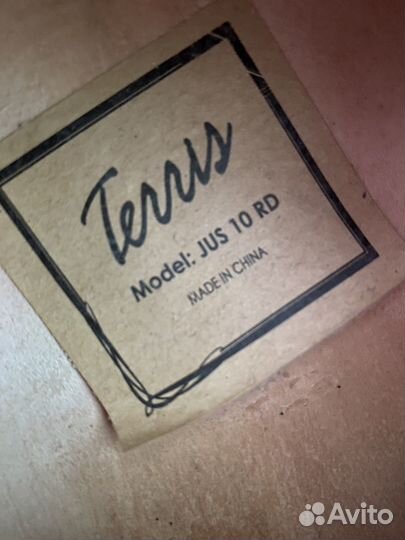 Terris
Model: JUS 10 RD
MADE IN CHINA
Avito